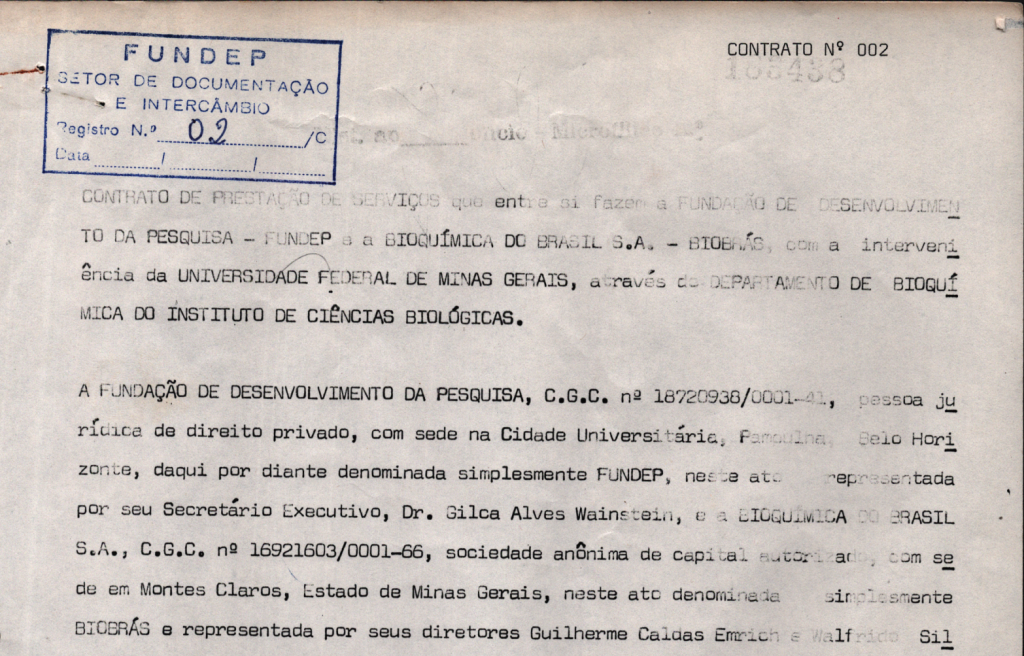 FUNDEP
SETOR DE DOCUMENTAÇÃO
E INTERCÂMBIO
Registro N.º 02 /C
Data / /
CONTRATO Nº 002
CONTRATO DE PRESTAÇÃO DE SERVIÇOS que entre si fazem a FUNDAÇÃO DE DESENVOLVIMEN
TO DA PESQUISA - FUNDEP e a BIOQUÍMICA DO BRASIL S.A. - BIOBRÁS, com a interveni
ência da UNIVERSIDADE FEDERAL DE MINAS GERAIS, através do DEPARTAMENTO DE BIOQUÍ
MICA DO INSTITUTO DE CIÊNCIAS BIOLÓGICAS.
A FUNDAÇÃO DE DESENVOLVIMENTO DA PESQUISA, C.G.C. nº 18720938/0001-41, pessoa ju
rídica de direito privado, com sede na Cidade Universitária, Pampulha, Belo Hori
zonte, daqui por diante denominada simplesmente FUNDEP, neste ato representada
por seu Secretário Executivo, Dr. Gilca Alves Wainstein, e a BIOQUÍMICA DO BRASIL
S.A., C.G.C. nº 16921603/0001-66, sociedade anônima de capital autorizado, com se
de em Montes Claros, Estado de Minas Gerais, neste ato denominada simplesmente
BIOBRÁS e representada por seus diretores Guilherme Caldas Emrich e Walfrido Sil